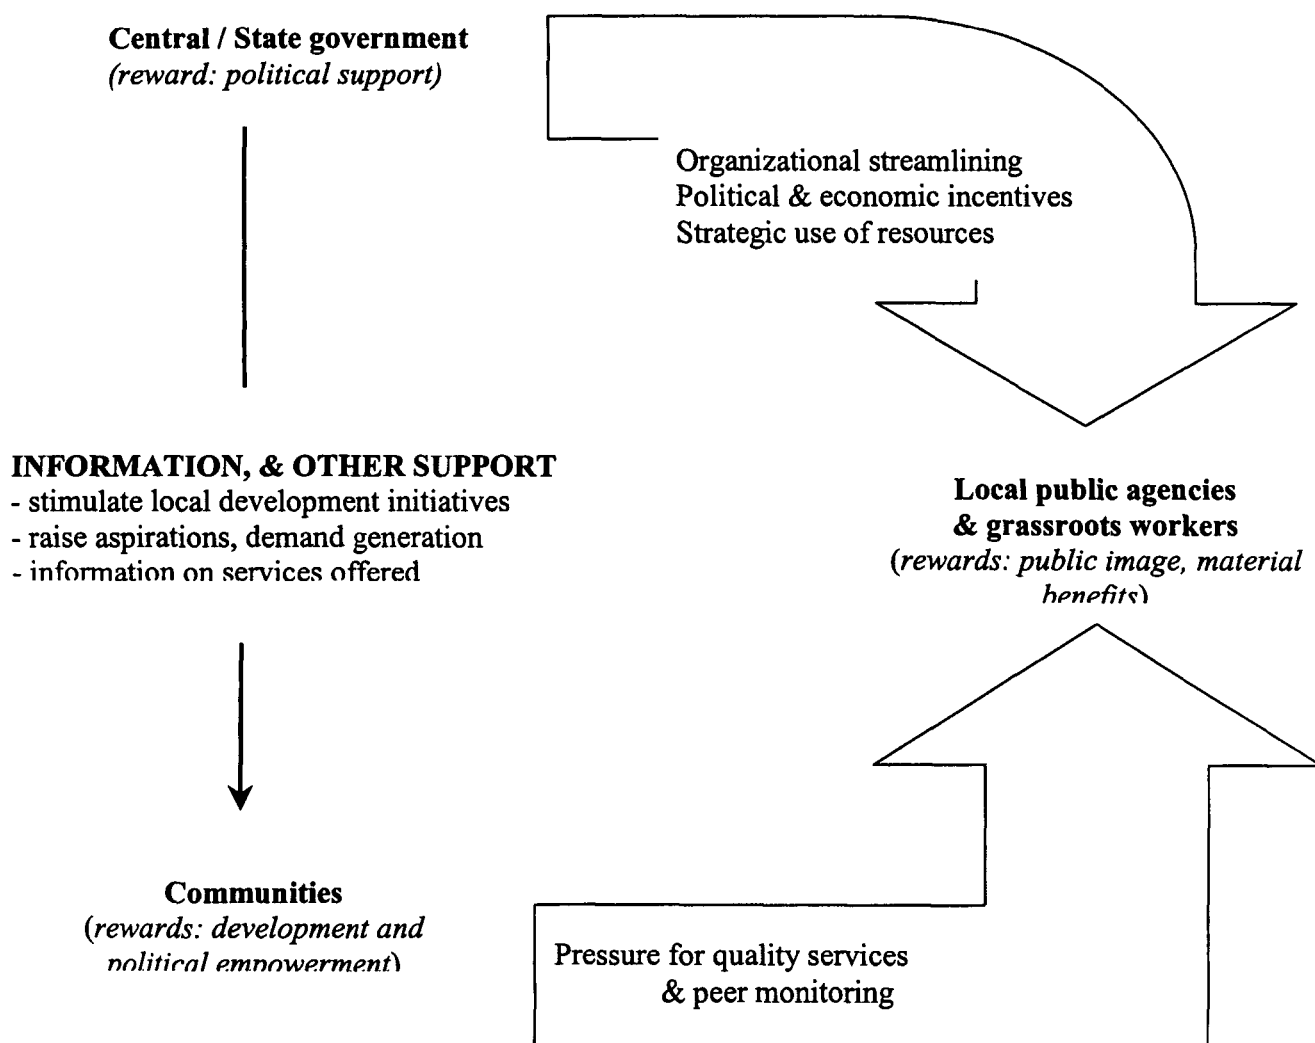 Central / State government
(reward: political support)
Organizational streamlining
Political & economic incentives
Strategic use of resources
INFORMATION, & OTHER SUPPORT
- stimulate local development initiatives
- raise aspirations, demand generation
- information on services offered
Local public agencies
& grassroots workers
(rewards: public image, material
benefits)
Communities
(rewards: development and
political empowerment)
Pressure for quality services
& peer monitoring